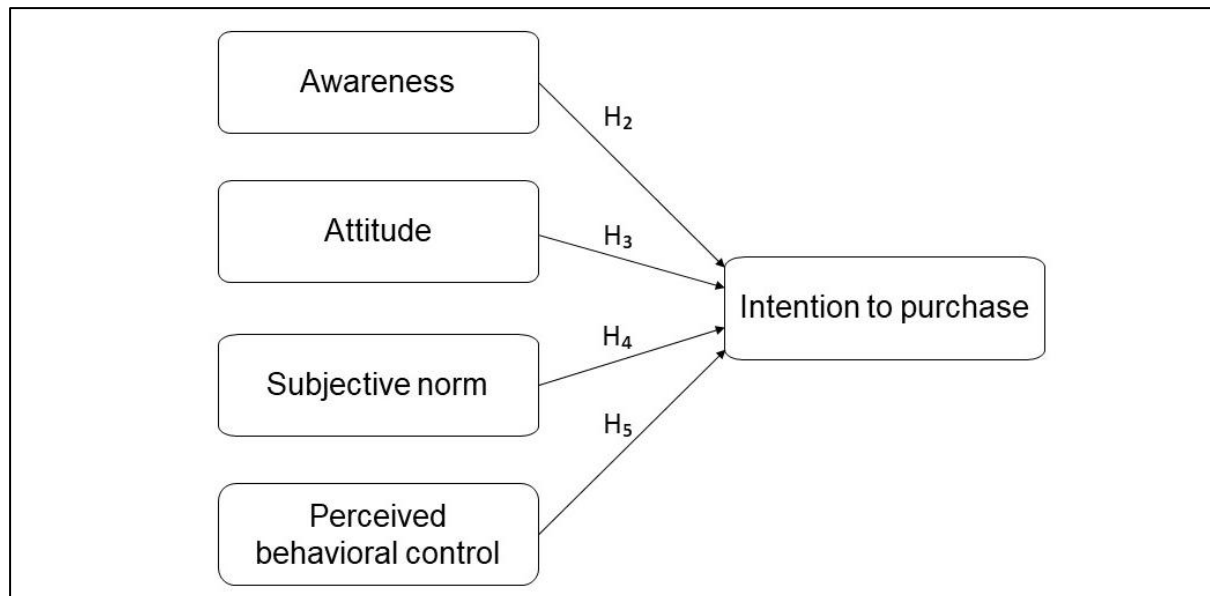 Awareness
H₂
Attitude
H₃
Intention to purchase
H₄
Subjective norm
H₅
Perceived
behavioral control